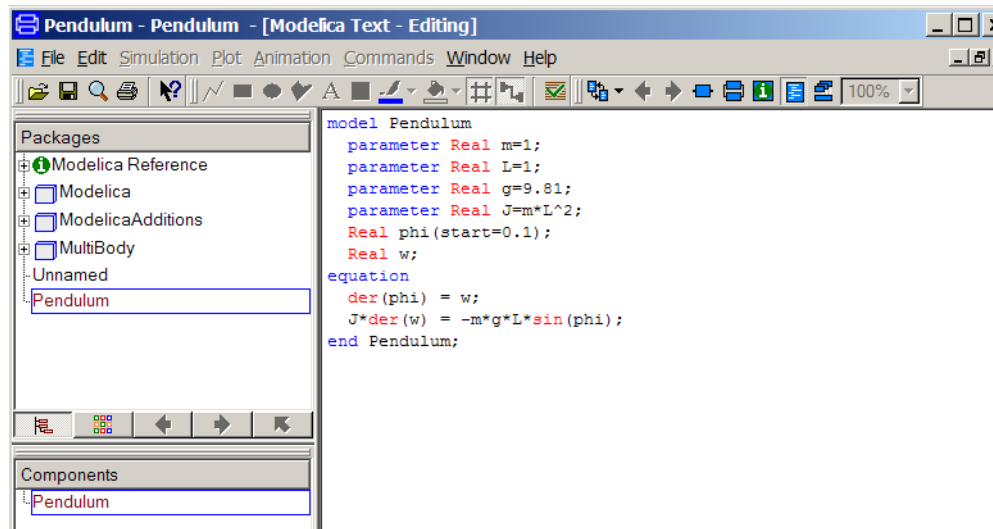 Pendulum - Pendulum - [Modelica Text - Editing]
File Edit Simulation Plot Animation Commands Window Help
A 100%
Packages
Modelica Reference
Modelica
ModelicaAdditions
MultiBody
Unnamed
Pendulum
Components
Pendulum
model Pendulum
  parameter Real m=1;
  parameter Real L=1;
  parameter Real g=9.81;
  parameter Real J=m*L^2;
  Real phi(start=0.1);
  Real w;
equation
  der(phi) = w;
  J*der(w) = -m*g*L*sin(phi);
end Pendulum;